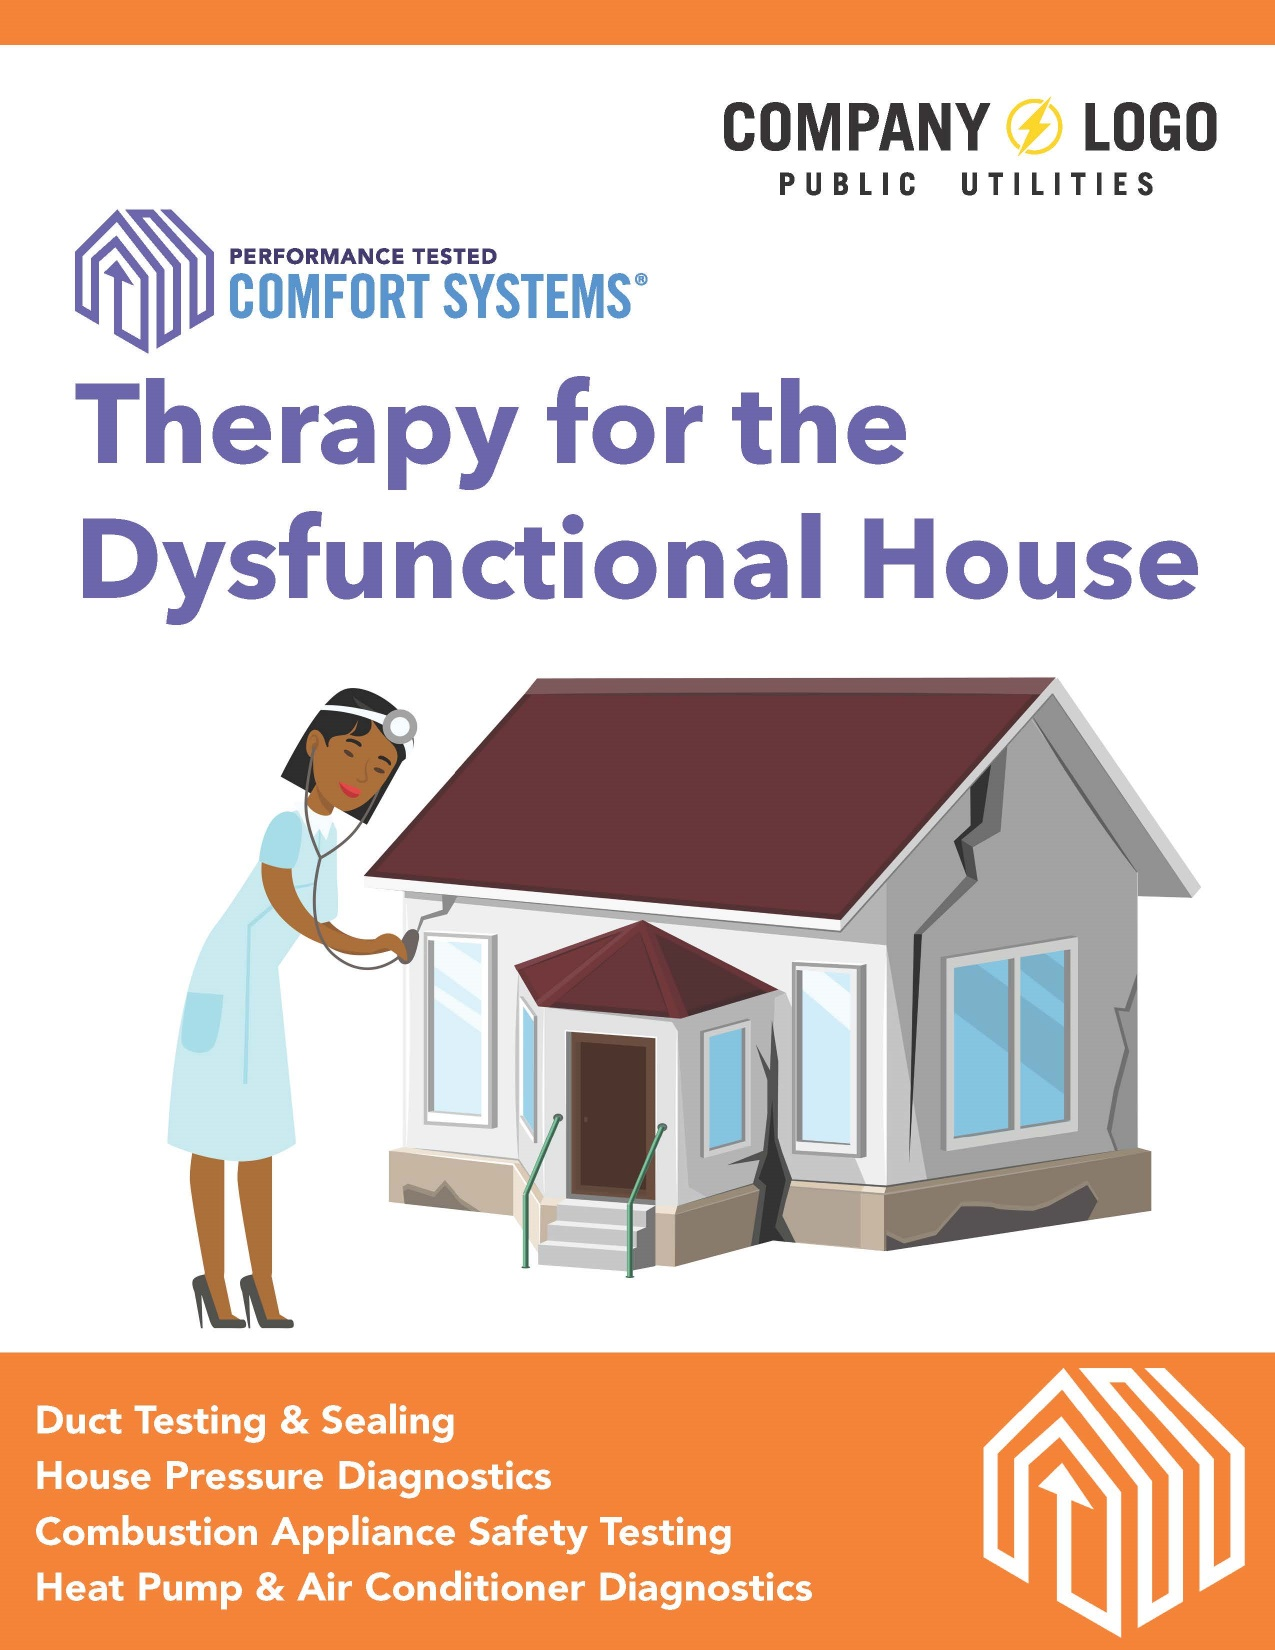 COMPANY LOGO
PUBLIC UTILITIES
PERFORMANCE TESTED
COMFORT SYSTEMS®
Therapy for the
Dysfunctional House
Duct Testing & Sealing
House Pressure Diagnostics
Combustion Appliance Safety Testing
Heat Pump & Air Conditioner Diagnostics